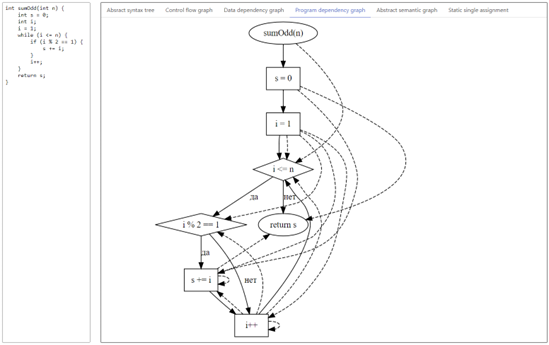 int sumOdd(int n) {
int s = 0;
int i;
i = 1;
while (i <= n) {
if (i % 2 == 1) {
s += i;
}
i++;
}
return s;
}
Absract syntax tree
Control flow graph
Data dependency graph
Program dependency graph
Abstract semantic graph
Static single assignment
sumOdd(n)
s = 0
i = 1
i <= n
да
нет
i % 2 == 1
return s
да
s += i
нет
i++